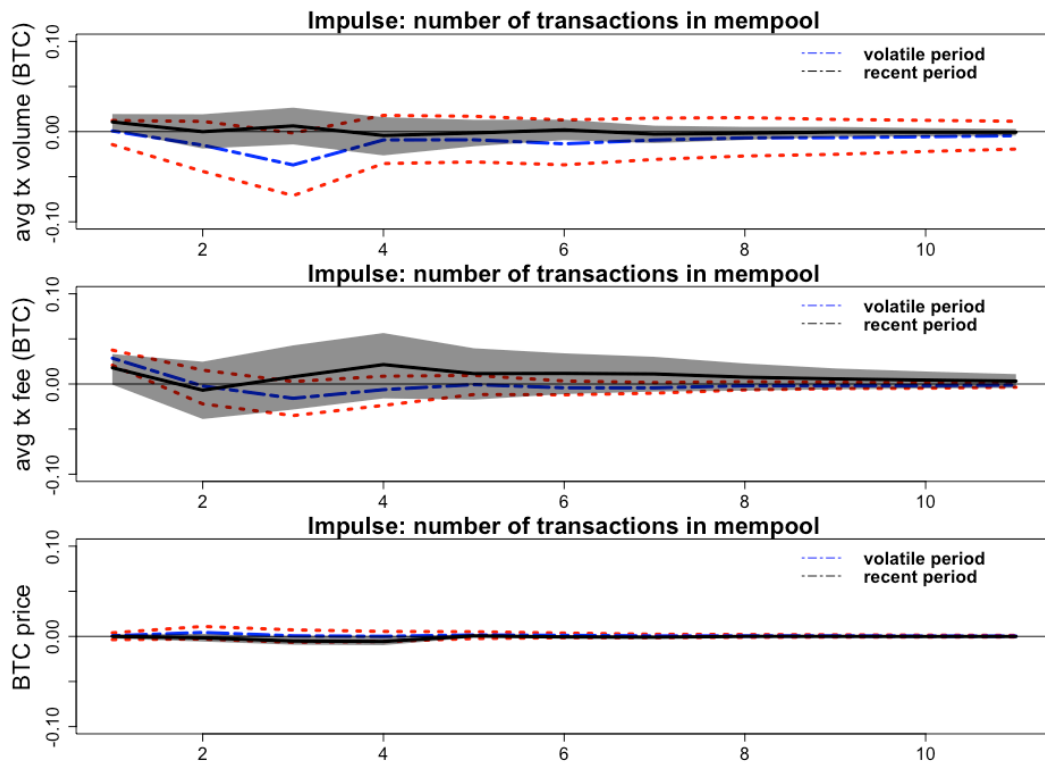 Impulse: number of transactions in mempool
avg tx volume (BTC)
0.10
0.00
-0.10
volatile period
recent period
2 4 6 8 10
Impulse: number of transactions in mempool
avg tx fee (BTC)
0.10
0.00
-0.10
volatile period
recent period
2 4 6 8 10
Impulse: number of transactions in mempool
BTC price
0.10
0.00
-0.10
volatile period
recent period
2 4 6 8 10